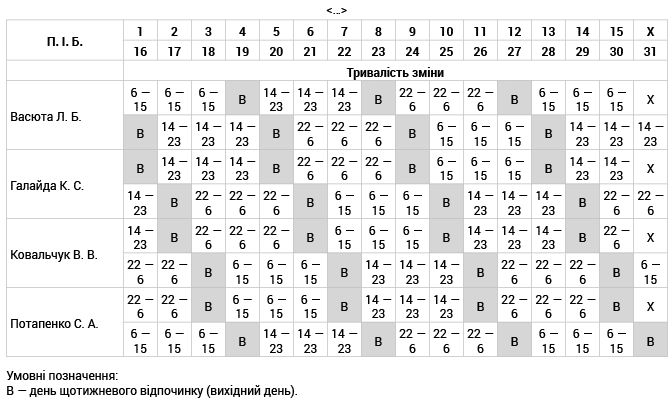 <…>
П. І. Б. 1 2 3 4 5 6 7 8 9 10 11 12 13 14 15 Х
16 17 18 19 20 21 22 23 24 25 26 27 28 29 30 31
Тривалість зміни
Васюта Л. Б. 6 — 15 6 — 15 6 — 15 В 14 — 23 14 — 23 14 — 23 В 22 — 6 22 — 6 22 — 6 В 6 — 15 6 — 15 6 — 15 Х
В 14 — 23 14 — 23 14 — 23 В 22 — 6 22 — 6 22 — 6 В 6 — 15 6 — 15 6 — 15 В 14 — 23 14 — 23 14 — 23
Галайда К. С. В 14 — 23 14 — 23 14 — 23 В 22 — 6 22 — 6 22 — 6 В 6 — 15 6 — 15 6 — 15 В 14 — 23 14 — 23 Х
14 — 23 В 22 — 6 22 — 6 22 — 6 В 6 — 15 6 — 15 6 — 15 В 14 — 23 14 — 23 14 — 23 В 22 — 6 22 — 6
Ковальчук В. В. 14 — 23 В 22 — 6 22 — 6 22 — 6 В 6 — 15 6 — 15 6 — 15 В 14 — 23 14 — 23 14 — 23 В 22 — 6 Х
22 — 6 22 — 6 В 6 — 15 6 — 15 6 — 15 В 14 — 23 14 — 23 14 — 23 В 22 — 6 22 — 6 22 — 6 В 6 — 15
Потапенко С. А. 22 — 6 22 — 6 В 6 — 15 6 — 15 6 — 15 В 14 — 23 14 — 23 14 — 23 В 22 — 6 22 — 6 22 — 6 В Х
6 — 15 6 — 15 6 — 15 В 14 — 23 14 — 23 14 — 23 В 22 — 6 22 — 6 22 — 6 В 6 — 15 6 — 15 6 — 15 В
Умовні позначення:
В — день щотижневого відпочинку (вихідний день).